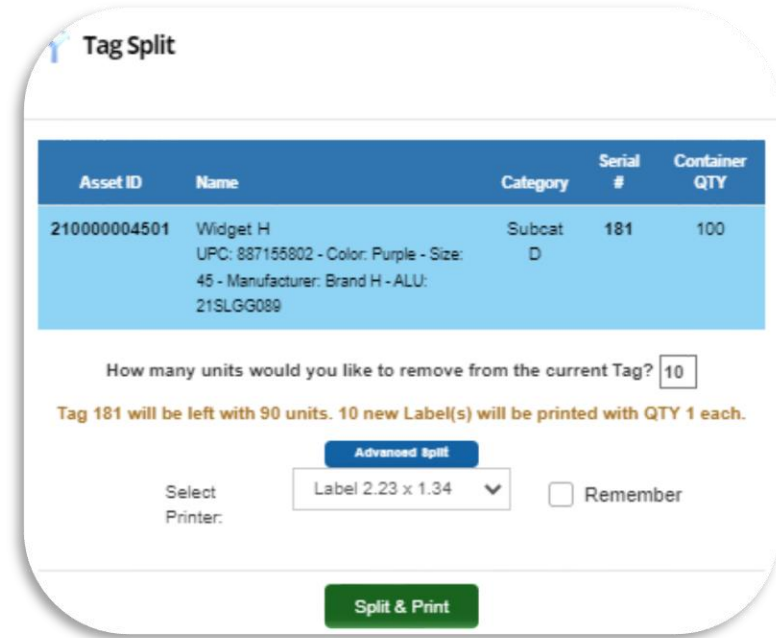 Tag Split
Asset ID Name Category Serial # Container QTY
210000004501 Widget H Subcat D 181 100
UPC: 887155802 - Color: Purple - Size:
45 - Manufacturer: Brand H - ALU:
21SLGG089
How many units would you like to remove from the current Tag? 10
Tag 181 will be left with 90 units. 10 new Label(s) will be printed with QTY 1 each.
Advanced Split
Select Printer: Label 2.23 x 1.34 Remember
Split & Print